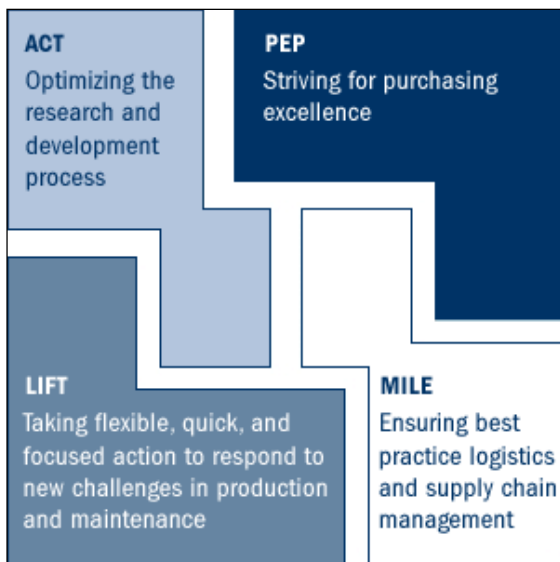 ACT
Optimizing the
research and
development
process
PEP
Striving for purchasing
excellence
LIFT
Taking flexible, quick, and
focused action to respond to
new challenges in production
and maintenance
MILE
Ensuring best
practice logistics
and supply chain
management